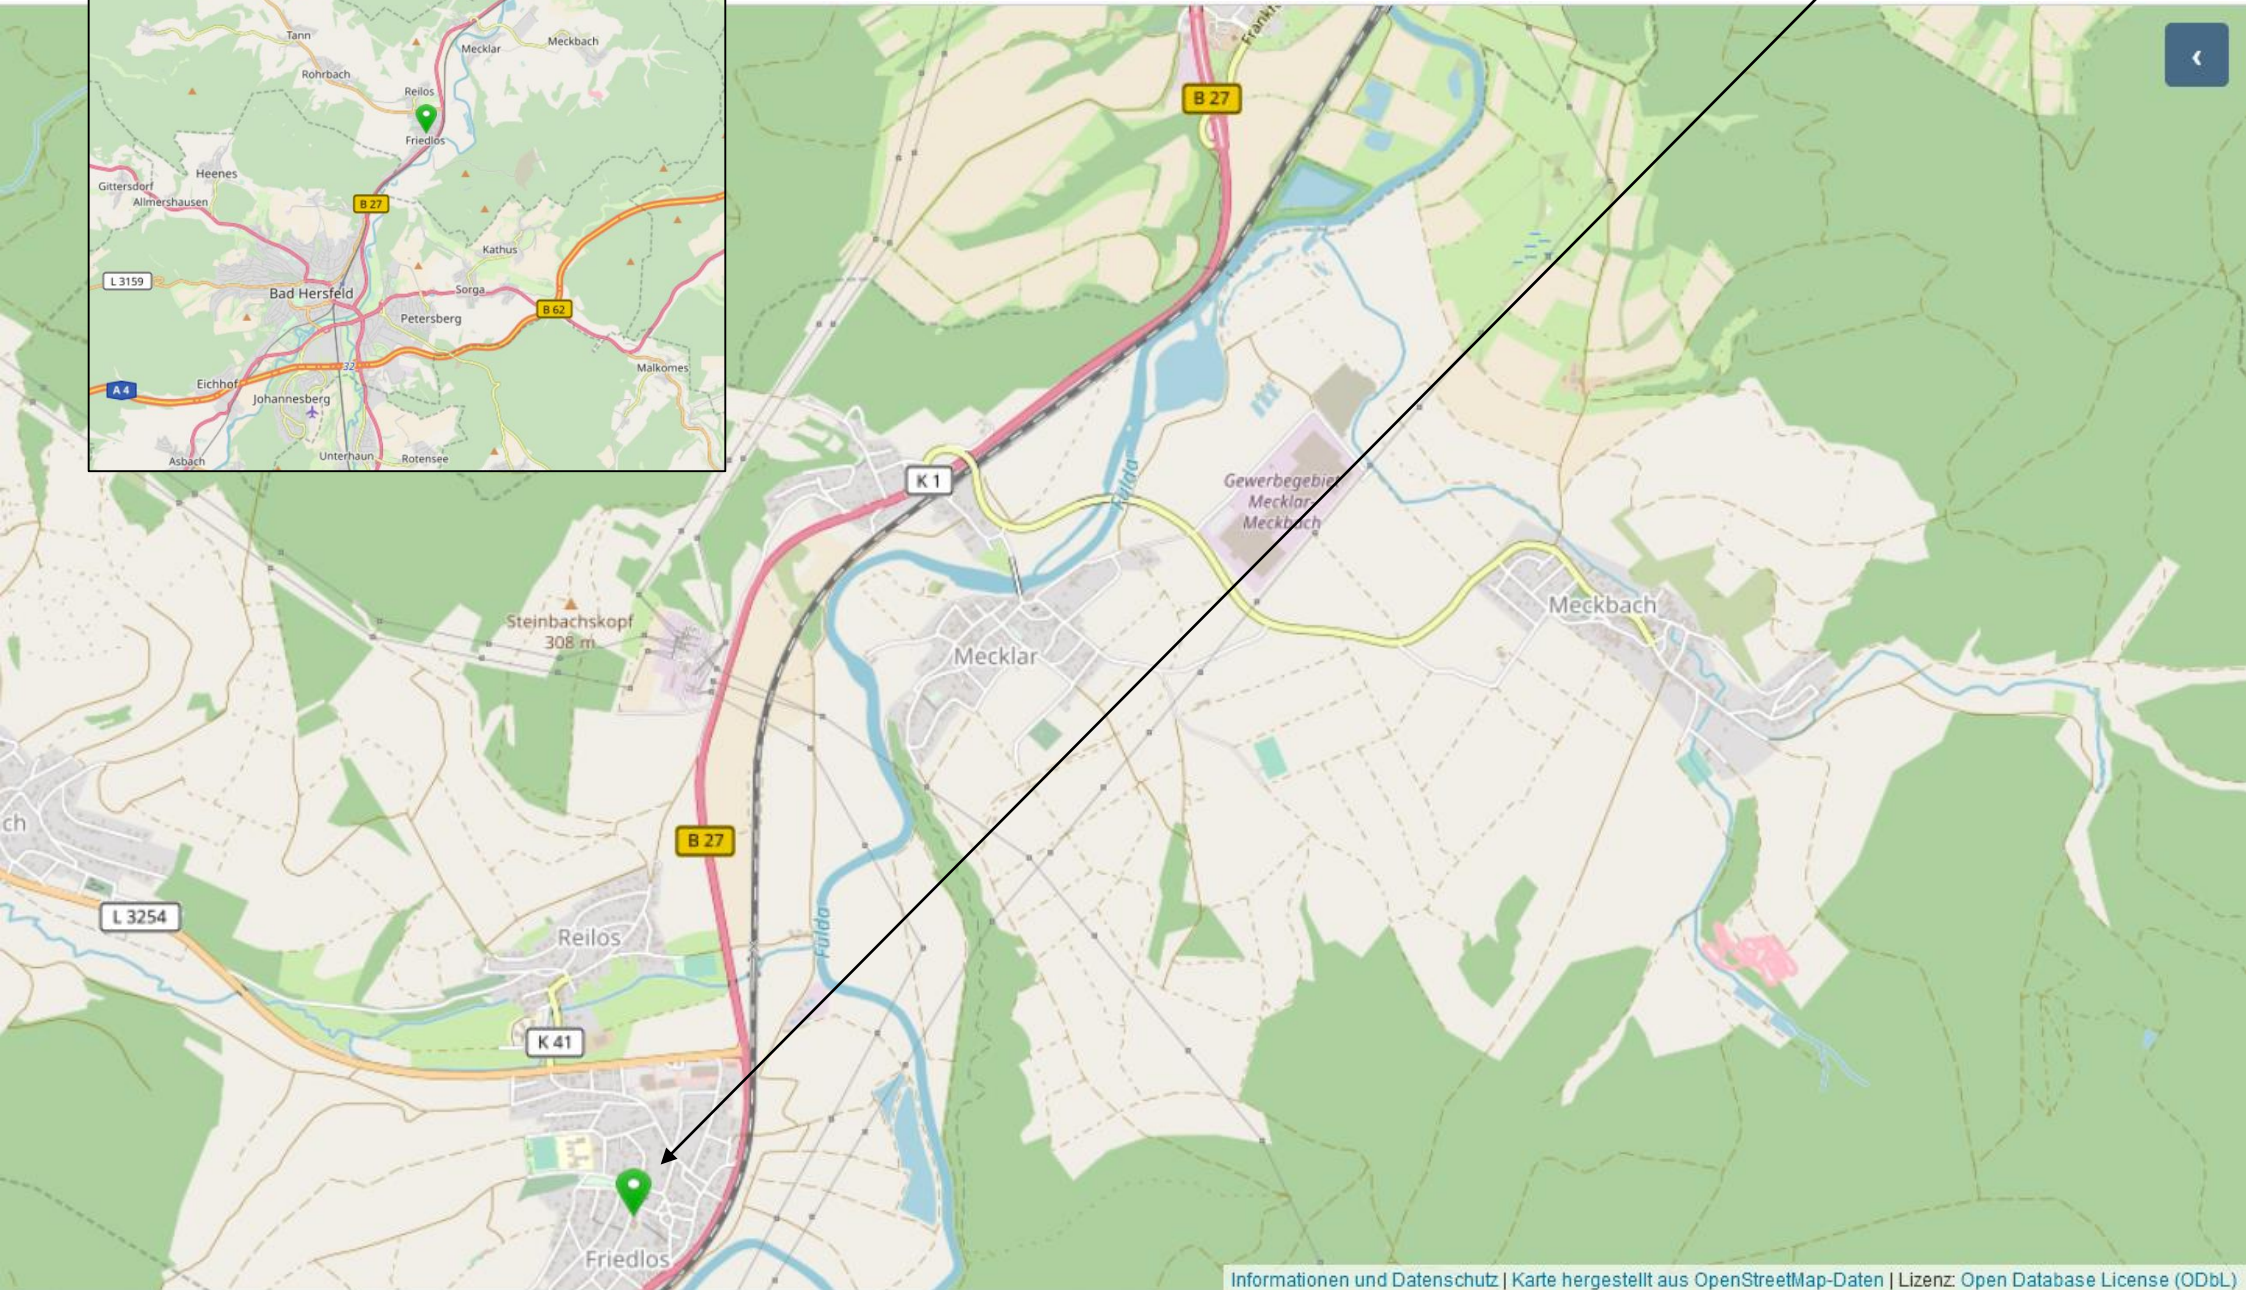 Tann
Rohrbach
Mecklar
Meckbach
Reilos
Friedlos
Heenes
Gittersdorf
Allmershausen
B 27
Kathus
L 3159
Bad Hersfeld
Sorga
B 62
Petersberg
32
Malkomes
A 4
Eichhof
Johannesberg
Asbach
Unterhaun
Rotensee
B 27
‹
K 1
Fulda
Gewerbegebiet
Mecklar-
Meckbach
Steinbachskopf
308 m
Mecklar
Meckbach
ch
B 27
L 3254
Reilos
Fulda
K 41
Friedlos
Informationen und Datenschutz | Karte hergestellt aus OpenStreetMap-Daten | Lizenz: Open Database License (ODbL)